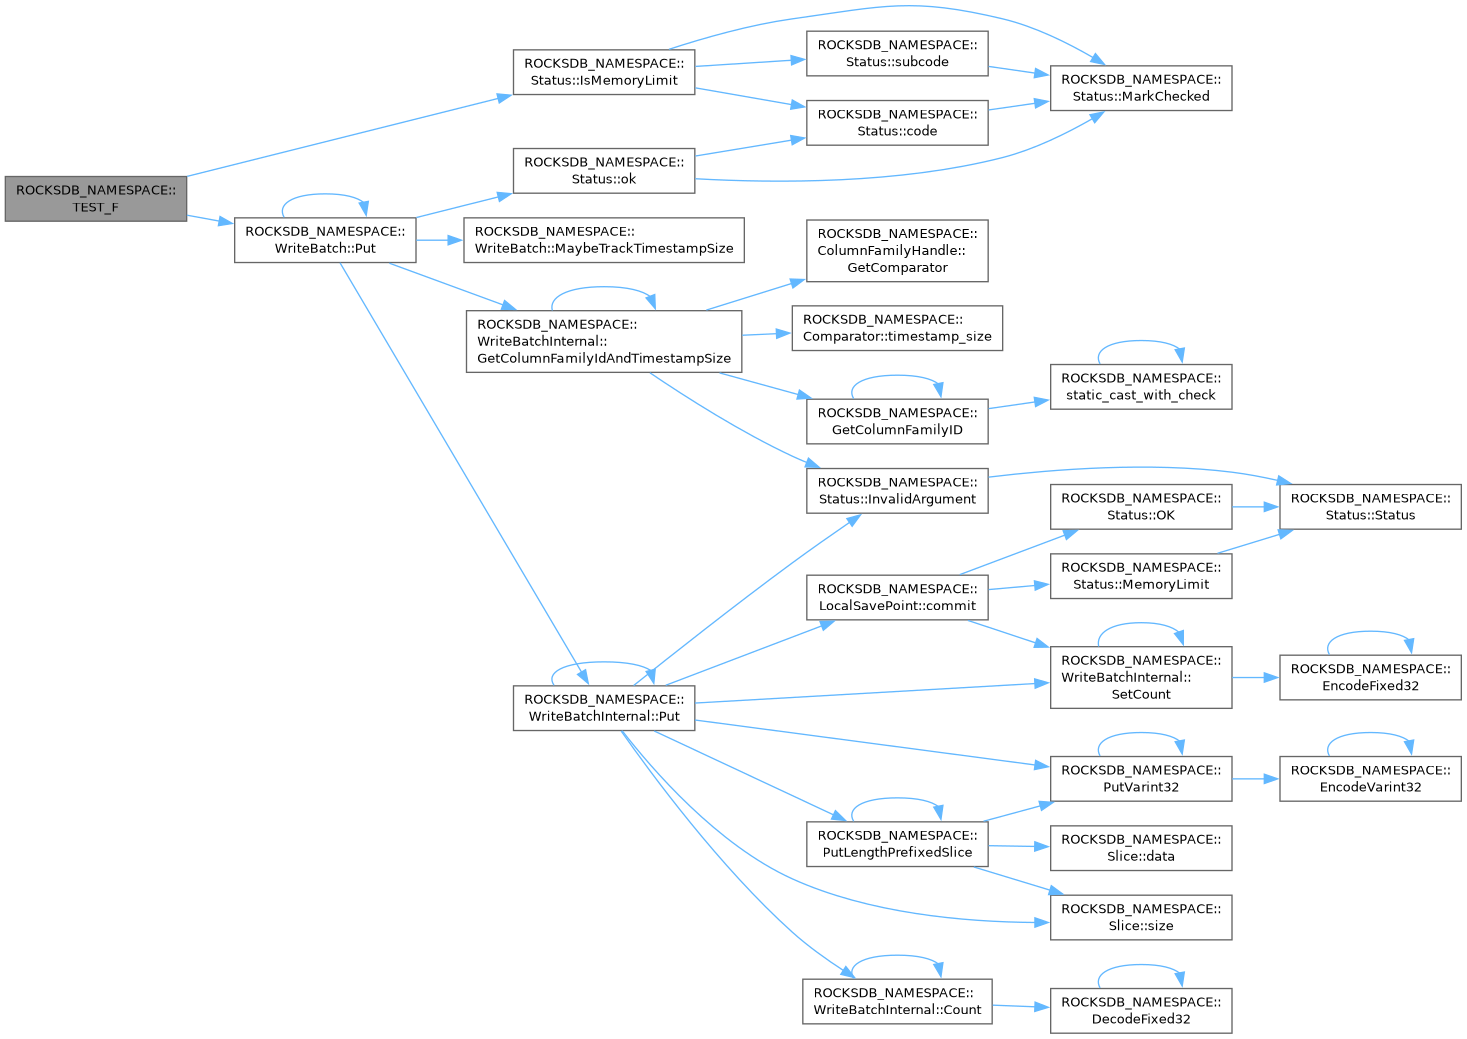 ROCKSDB_NAMESPACE::
TEST_F
ROCKSDB_NAMESPACE::
Status::IsMemoryLimit
ROCKSDB_NAMESPACE::
Status::subcode
ROCKSDB_NAMESPACE::
Status::MarkChecked
ROCKSDB_NAMESPACE::
Status::code
ROCKSDB_NAMESPACE::
Status::ok
ROCKSDB_NAMESPACE::
WriteBatch::Put
ROCKSDB_NAMESPACE::
WriteBatch::MaybeTrackTimestampSize
ROCKSDB_NAMESPACE::
WriteBatchInternal::
GetColumnFamilyIdAndTimestampSize
ROCKSDB_NAMESPACE::
ColumnFamilyHandle::
GetComparator
ROCKSDB_NAMESPACE::
Comparator::timestamp_size
ROCKSDB_NAMESPACE::
GetColumnFamilyID
ROCKSDB_NAMESPACE::
static_cast_with_check
ROCKSDB_NAMESPACE::
Status::InvalidArgument
ROCKSDB_NAMESPACE::
Status::OK
ROCKSDB_NAMESPACE::
Status::Status
ROCKSDB_NAMESPACE::
Status::MemoryLimit
ROCKSDB_NAMESPACE::
LocalSavePoint::commit
ROCKSDB_NAMESPACE::
WriteBatchInternal::
SetCount
ROCKSDB_NAMESPACE::
EncodeFixed32
ROCKSDB_NAMESPACE::
WriteBatchInternal::Put
ROCKSDB_NAMESPACE::
PutVarint32
ROCKSDB_NAMESPACE::
EncodeVarint32
ROCKSDB_NAMESPACE::
PutLengthPrefixedSlice
ROCKSDB_NAMESPACE::
Slice::data
ROCKSDB_NAMESPACE::
Slice::size
ROCKSDB_NAMESPACE::
WriteBatchInternal::Count
ROCKSDB_NAMESPACE::
DecodeFixed32